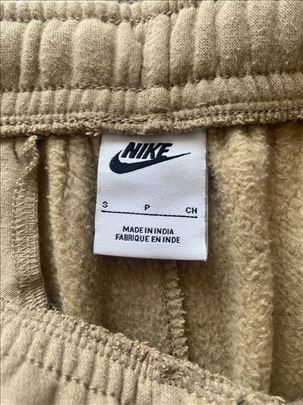 NIKE
S P CH
MADE IN INDIA
FABRIQUE EN INDE